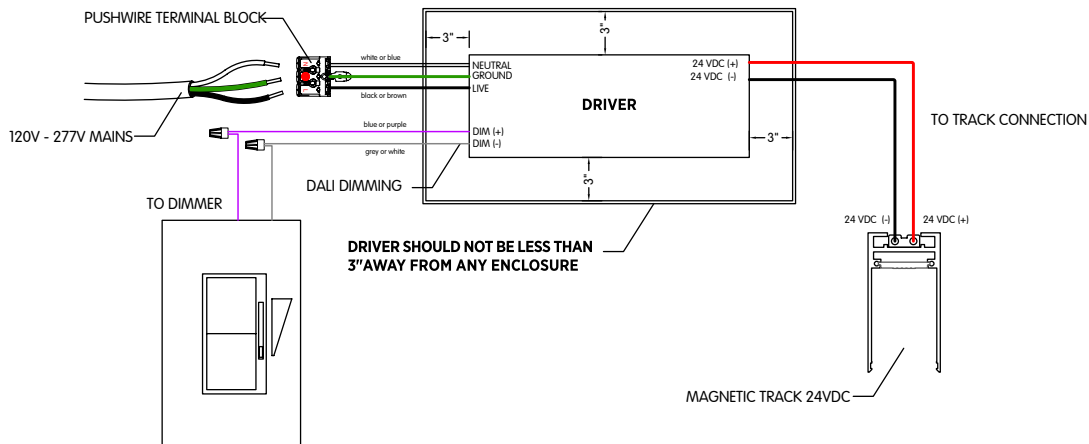 PUSHWIRE TERMINAL BLOCK
3"
3"
white or blue
NEUTRAL
24 VDC (+)
GROUND
24 VDC (-)
LIVE
black or brown
DRIVER
120V - 277V MAINS
TO TRACK CONNECTION
blue or purple
DIM (+)
DIM (-)
3"
grey or white
DALI DIMMING
3"
TO DIMMER
24 VDC (-)
24 VDC (+)
DRIVER SHOULD NOT BE LESS THAN
3"AWAY FROM ANY ENCLOSURE
MAGNETIC TRACK 24VDC